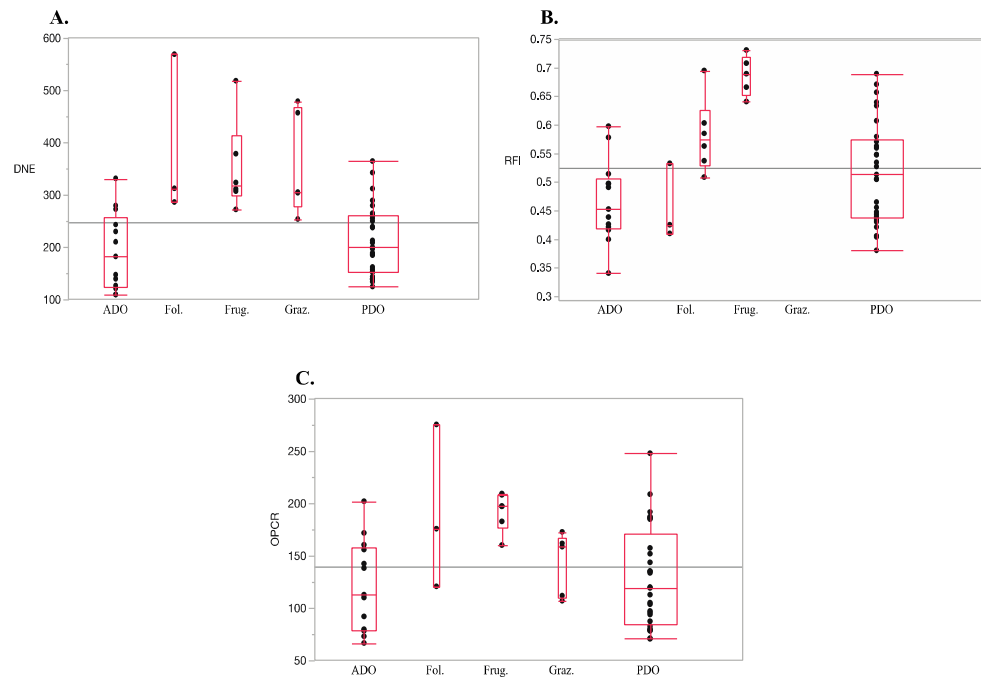 A.
600
500
400
300
200
100
DNE
ADO Fol. Frug. Graz. PDO
B.
0.75
0.7
0.65
0.6
0.55
0.5
0.45
0.4
0.35
0.3
RFI
ADO Fol. Frug. Graz. PDO
C.
300
250
200
150
100
50
OPCR
ADO Fol. Frug. Graz. PDO